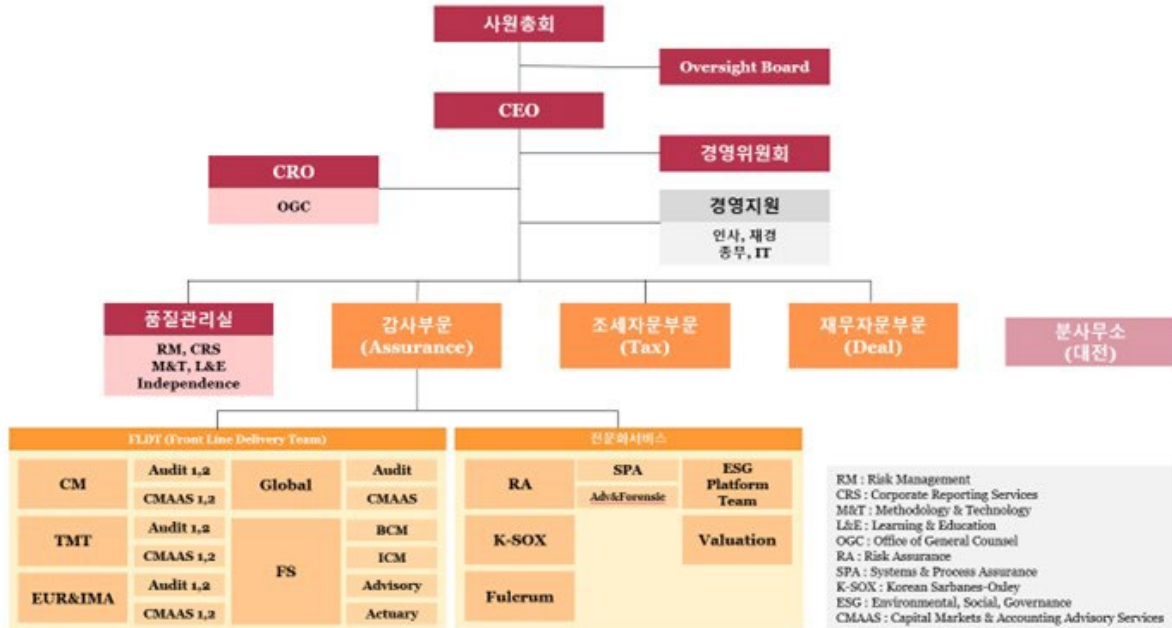 사원총회
Oversight Board
CEO
경영위원회
CRO
OGC
경영지원
인사, 재경
총무, IT
품질관리실
RM, CRS
M&T, L&E
Independence
감사부문
(Assurance)
조세자문부문
(Tax)
재무자문부문
(Deal)
분사무소
(대전)
FLDT (Front Line Delivery Team)
CM
Audit 1,2
CMAAS 1,2
TMT
Audit 1,2
CMAAS 1,2
EUR&IMA
Audit 1,2
CMAAS 1,2
Global
Audit
CMAAS
FS
BCM
ICM
Advisory
Actuary
전문화서비스
RA
SPA
Adv&Forensic
ESG
Platform
Team
K-SOX
Valuation
Fulcrum
RM : Risk Management
CRS : Corporate Reporting Services
M&T : Methodology & Technology
L&E : Learning & Education
OGC : Office of General Counsel
RA : Risk Assurance
SPA : Systems & Process Assurance
K-SOX : Korean Sarbanes-Oxley
ESG : Environmental, Social, Governance
CMAAS : Capital Markets & Accounting Advisory Services